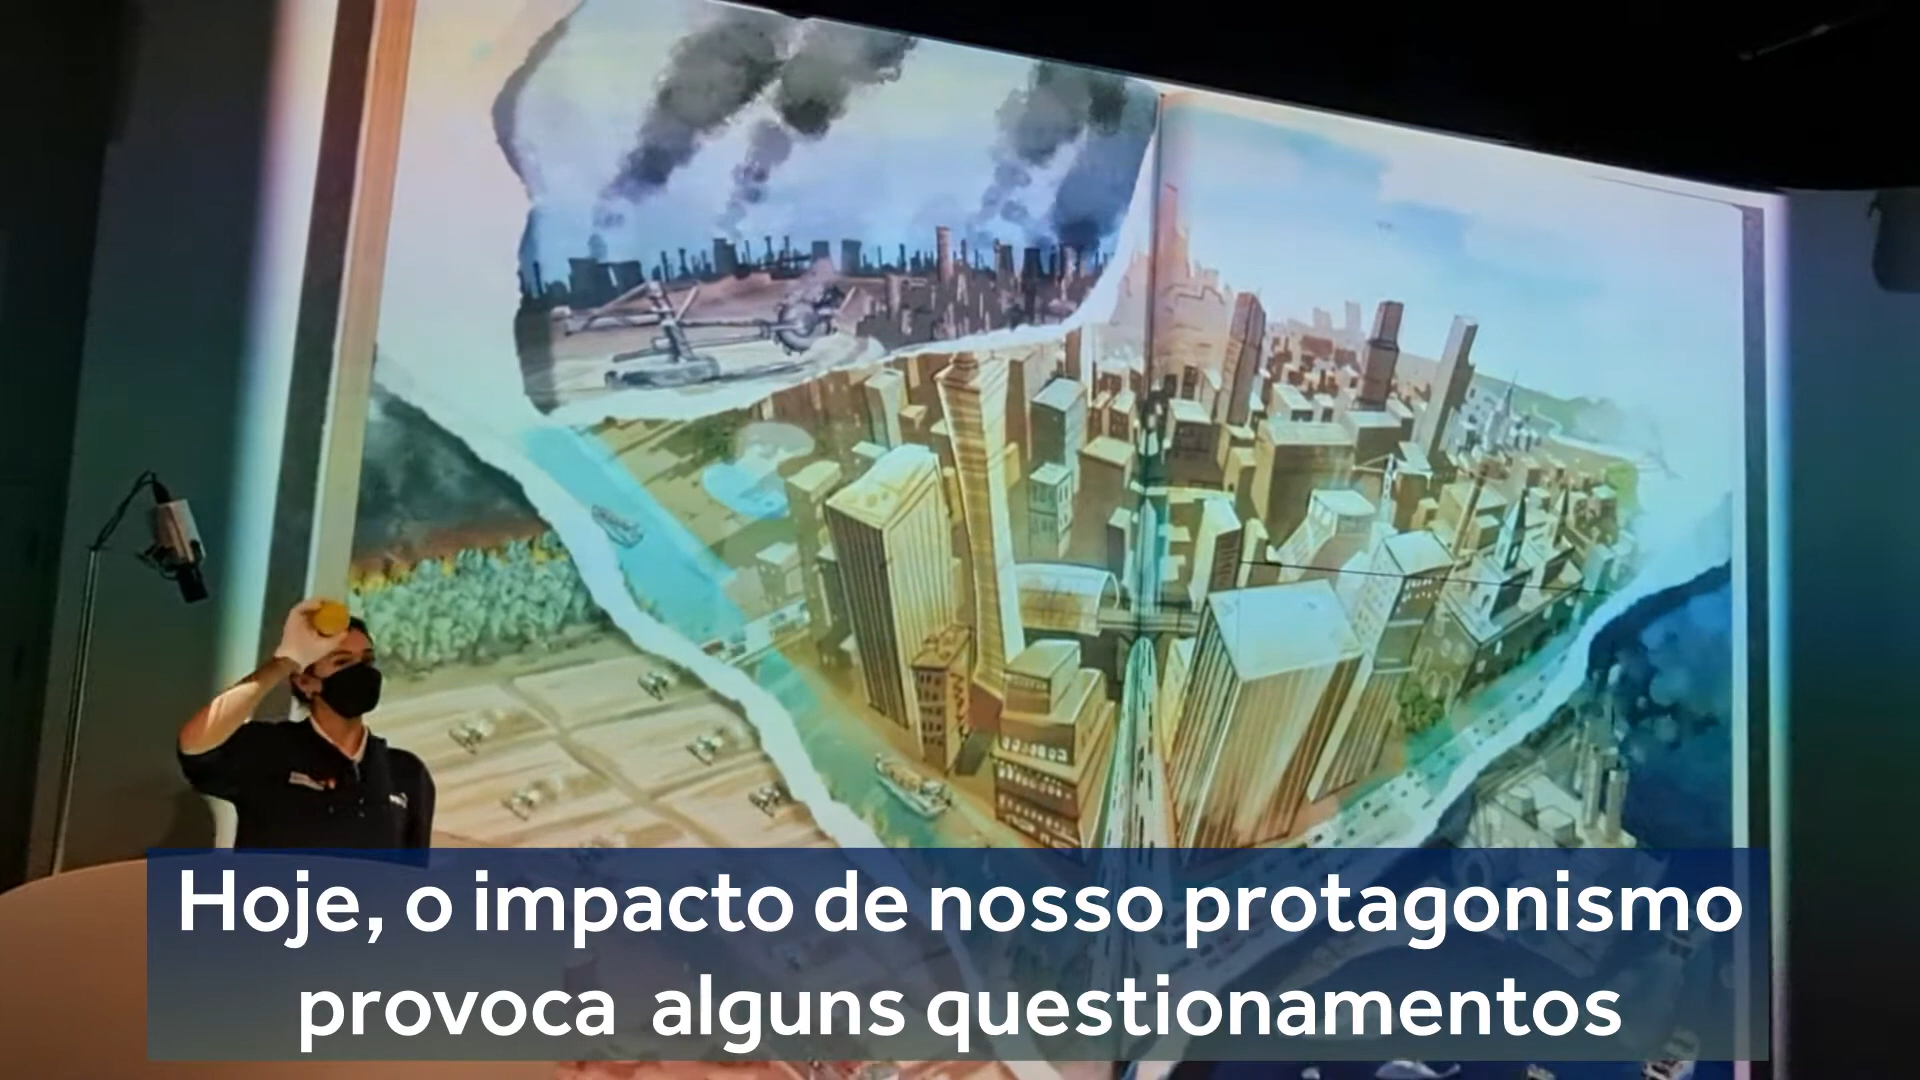 Hoje, o impacto de nosso protagonismo
provoca alguns questionamentos